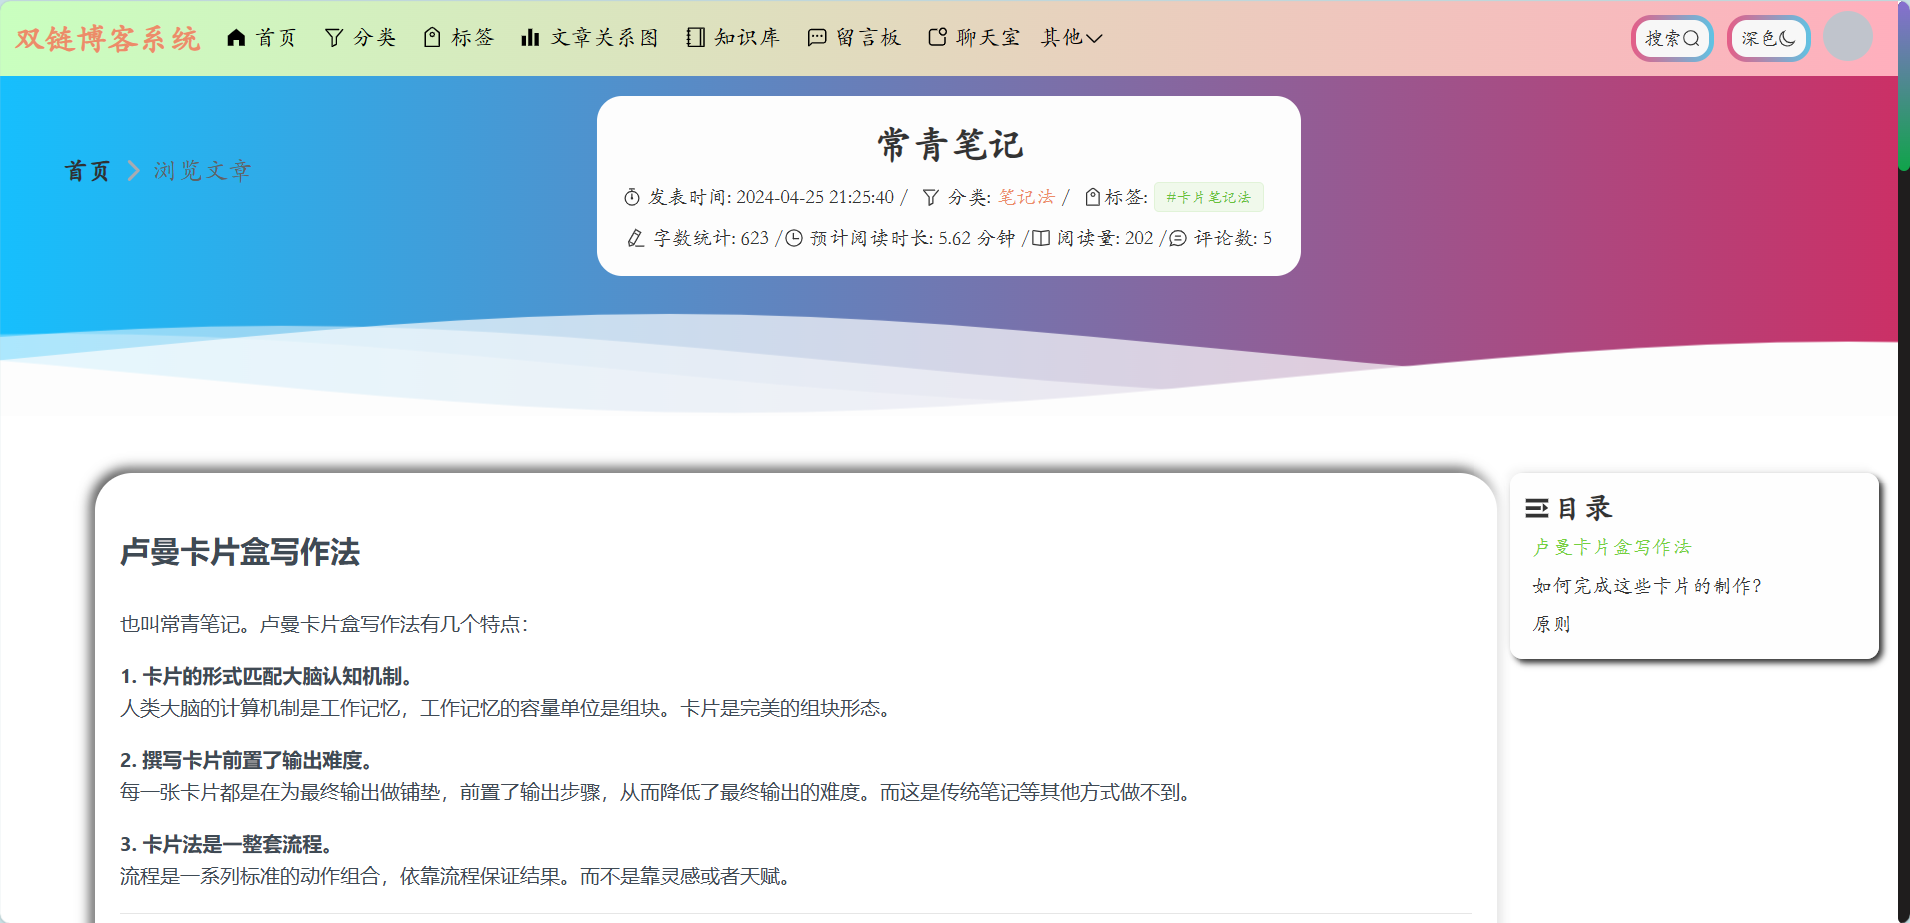 双链博客系统 首页 分类 标签 文章关系图 知识库 留言板 聊天室 其他 搜索 深色
首页 浏览文章
常青笔记
发表时间: 2024-04-25 21:25:40 / 分类: 笔记法 / 标签: #卡片笔记法
字数统计: 623 / 预计阅读时长: 5.62 分钟 / 阅读量: 202 / 评论数: 5
卢曼卡片盒写作法
也叫常青笔记。卢曼卡片盒写作法有几个特点：
1. 卡片的形式匹配大脑认知机制。
人类大脑的计算机制是工作记忆，工作记忆的容量单位是组块。卡片是完美的组块形态。
2. 撰写卡片前置了输出难度。
每一张卡片都是在为最终输出做铺垫，前置了输出步骤，从而降低了最终输出的难度。而这是传统笔记等其他方式做不到。
3. 卡片法是一整套流程。
流程是一系列标准的动作组合，依靠流程保证结果。而不是靠灵感或者天赋。
目录
卢曼卡片盒写作法
如何完成这些卡片的制作？
原则